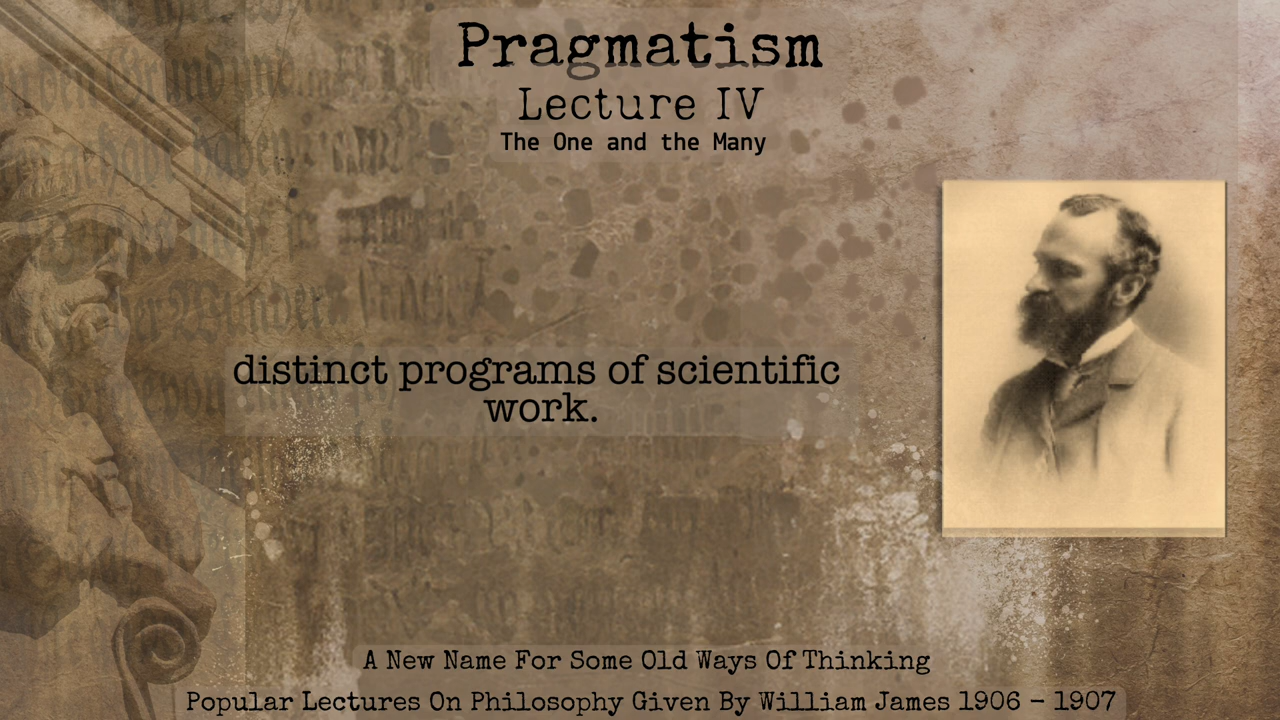 Pragmatism
Lecture IV
The One and the Many
distinct programs of scientific
work.
A New Name For Some Old Ways Of Thinking
Popular Lectures On Philosophy Given By William James 1906 – 1907